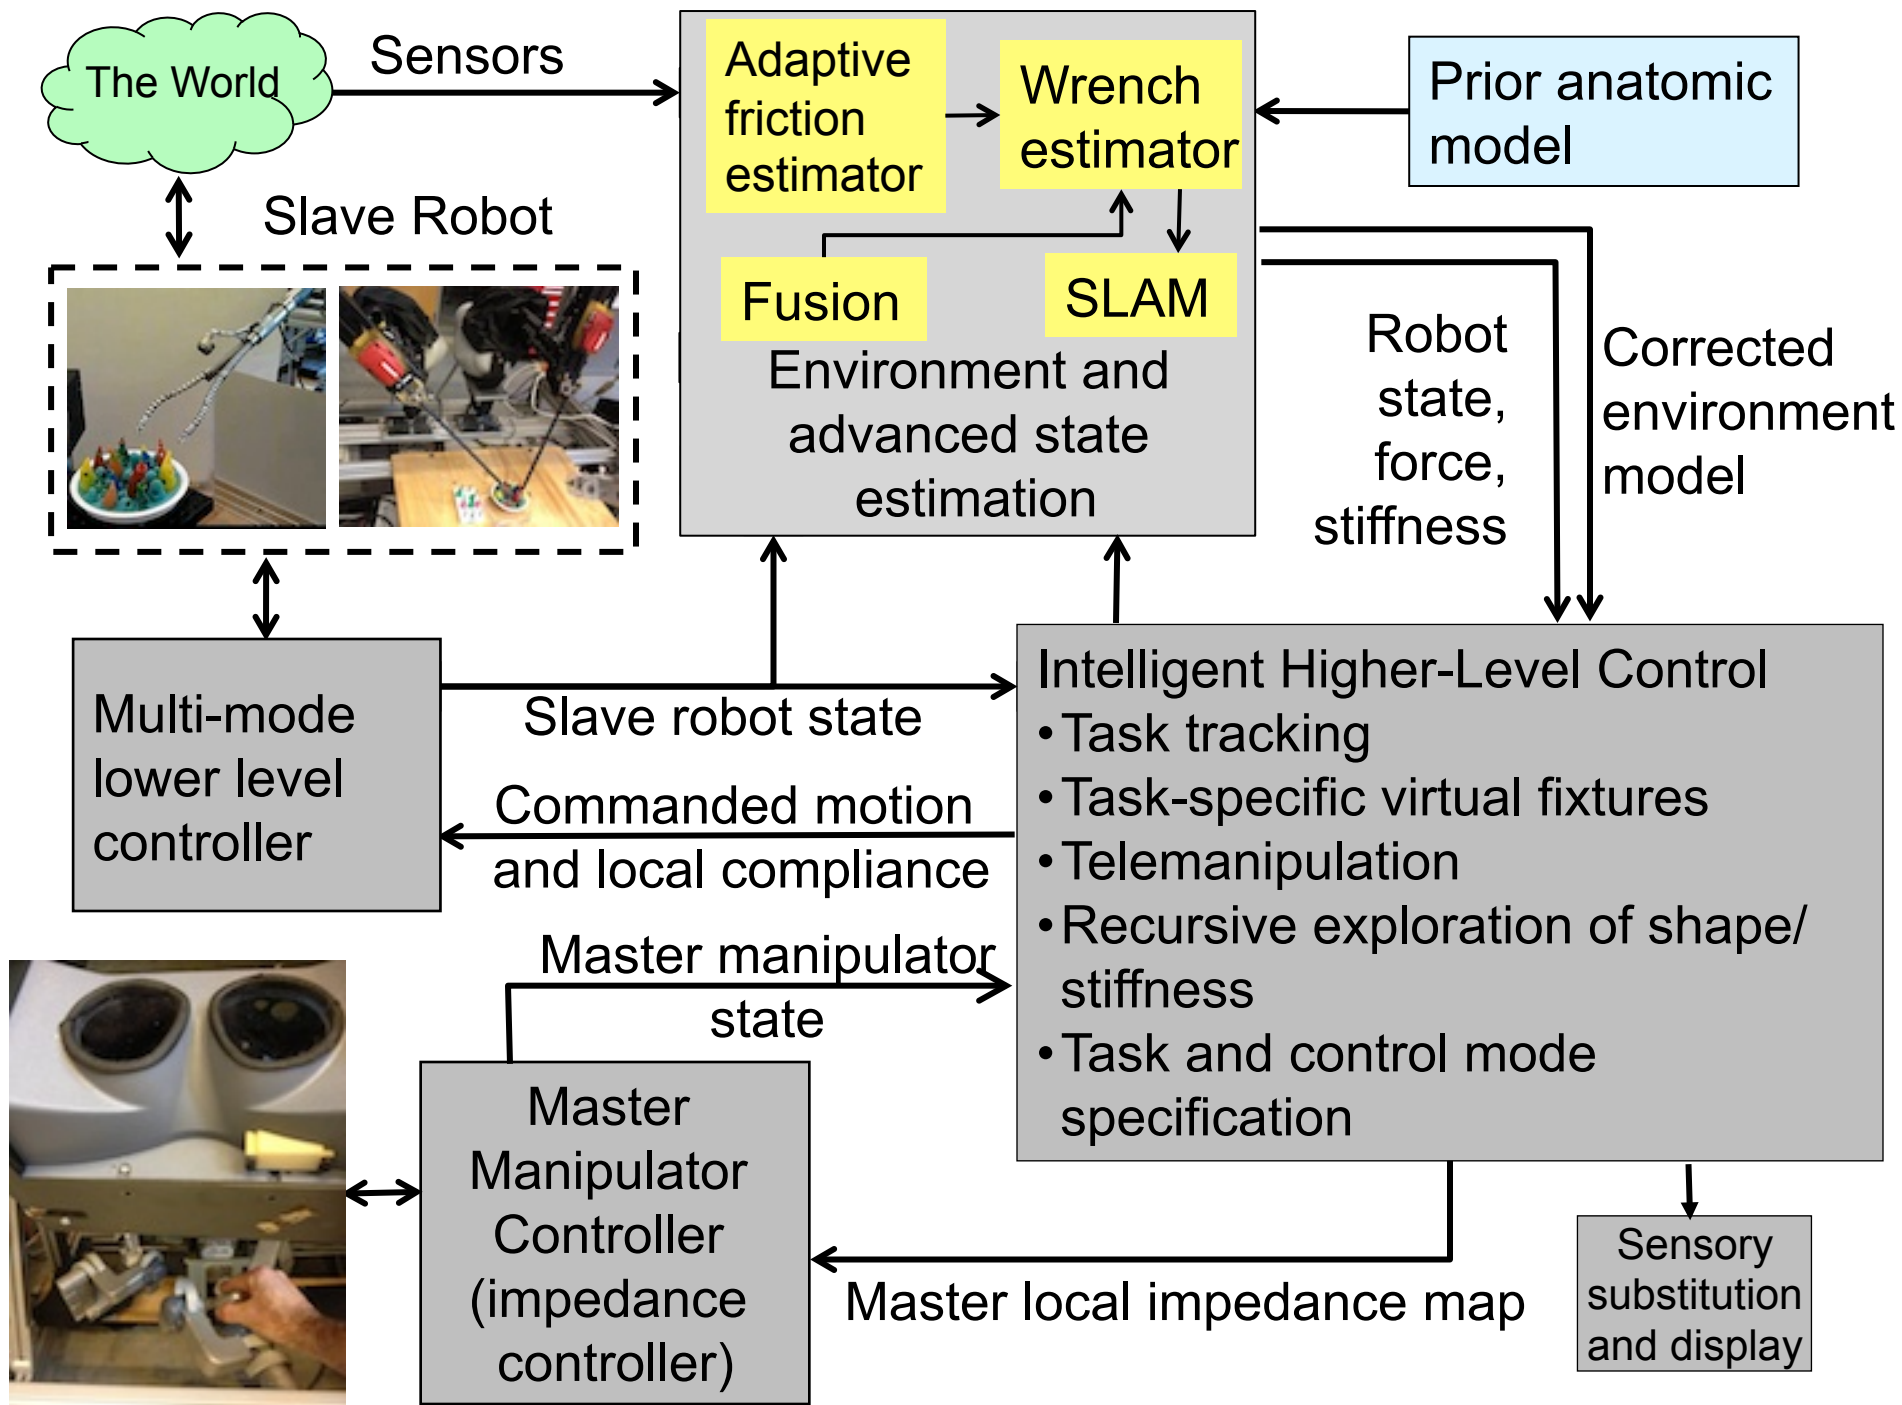 The World
Sensors
Adaptive
friction
estimator
Wrench
estimator
Prior anatomic
model
Slave Robot
Fusion
SLAM
Environment and
advanced state
estimation
Robot
state,
force,
stiffness
Corrected
environment
model
Multi-mode
lower level
controller
Slave robot state
Commanded motion
and local compliance
Master manipulator
state
Intelligent Higher-Level Control
•Task tracking
•Task-specific virtual fixtures
•Telemanipulation
•Recursive exploration of shape/
stiffness
•Task and control mode
specification
Master
Manipulator
Controller
(impedance
controller)
Master local impedance map
Sensory
substitution
and display